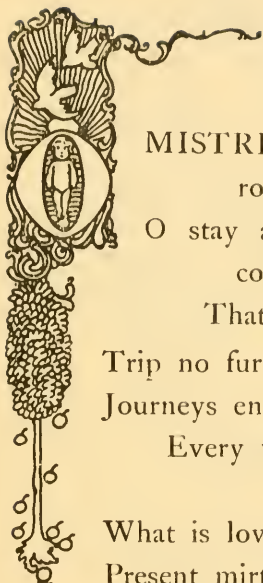 MISTRE
ro
O stay a
co
That
Trip no fur
Journeys en
Every
What is lov
Present mirt